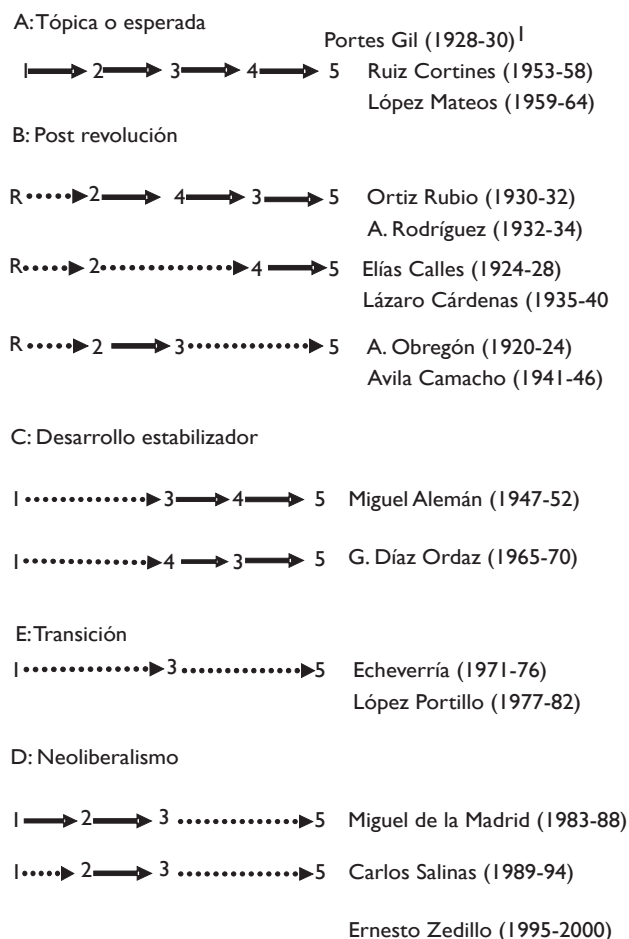 A: Tópica o esperada
Portes Gil (1928-30)1
1 2 3 4 5 Ruiz Cortines (1953-58)
López Mateos (1959-64)
B: Post revolución
R 2 4 3 5 Ortiz Rubio (1930-32)
A. Rodríguez (1932-34)
R 2 4 5 Elías Calles (1924-28)
Lázaro Cárdenas (1935-40
R 2 3 5 A. Obregón (1920-24)
Avila Camacho (1941-46)
C: Desarrollo estabilizador
1 3 4 5 Miguel Alemán (1947-52)
1 4 3 5 G. Díaz Ordaz (1965-70)
E: Transición
1 3 5 Echeverría (1971-76)
López Portillo (1977-82)
D: Neoliberalismo
1 2 3 5 Miguel de la Madrid (1983-88)
1 2 3 5 Carlos Salinas (1989-94)
Ernesto Zedillo (1995-2000)